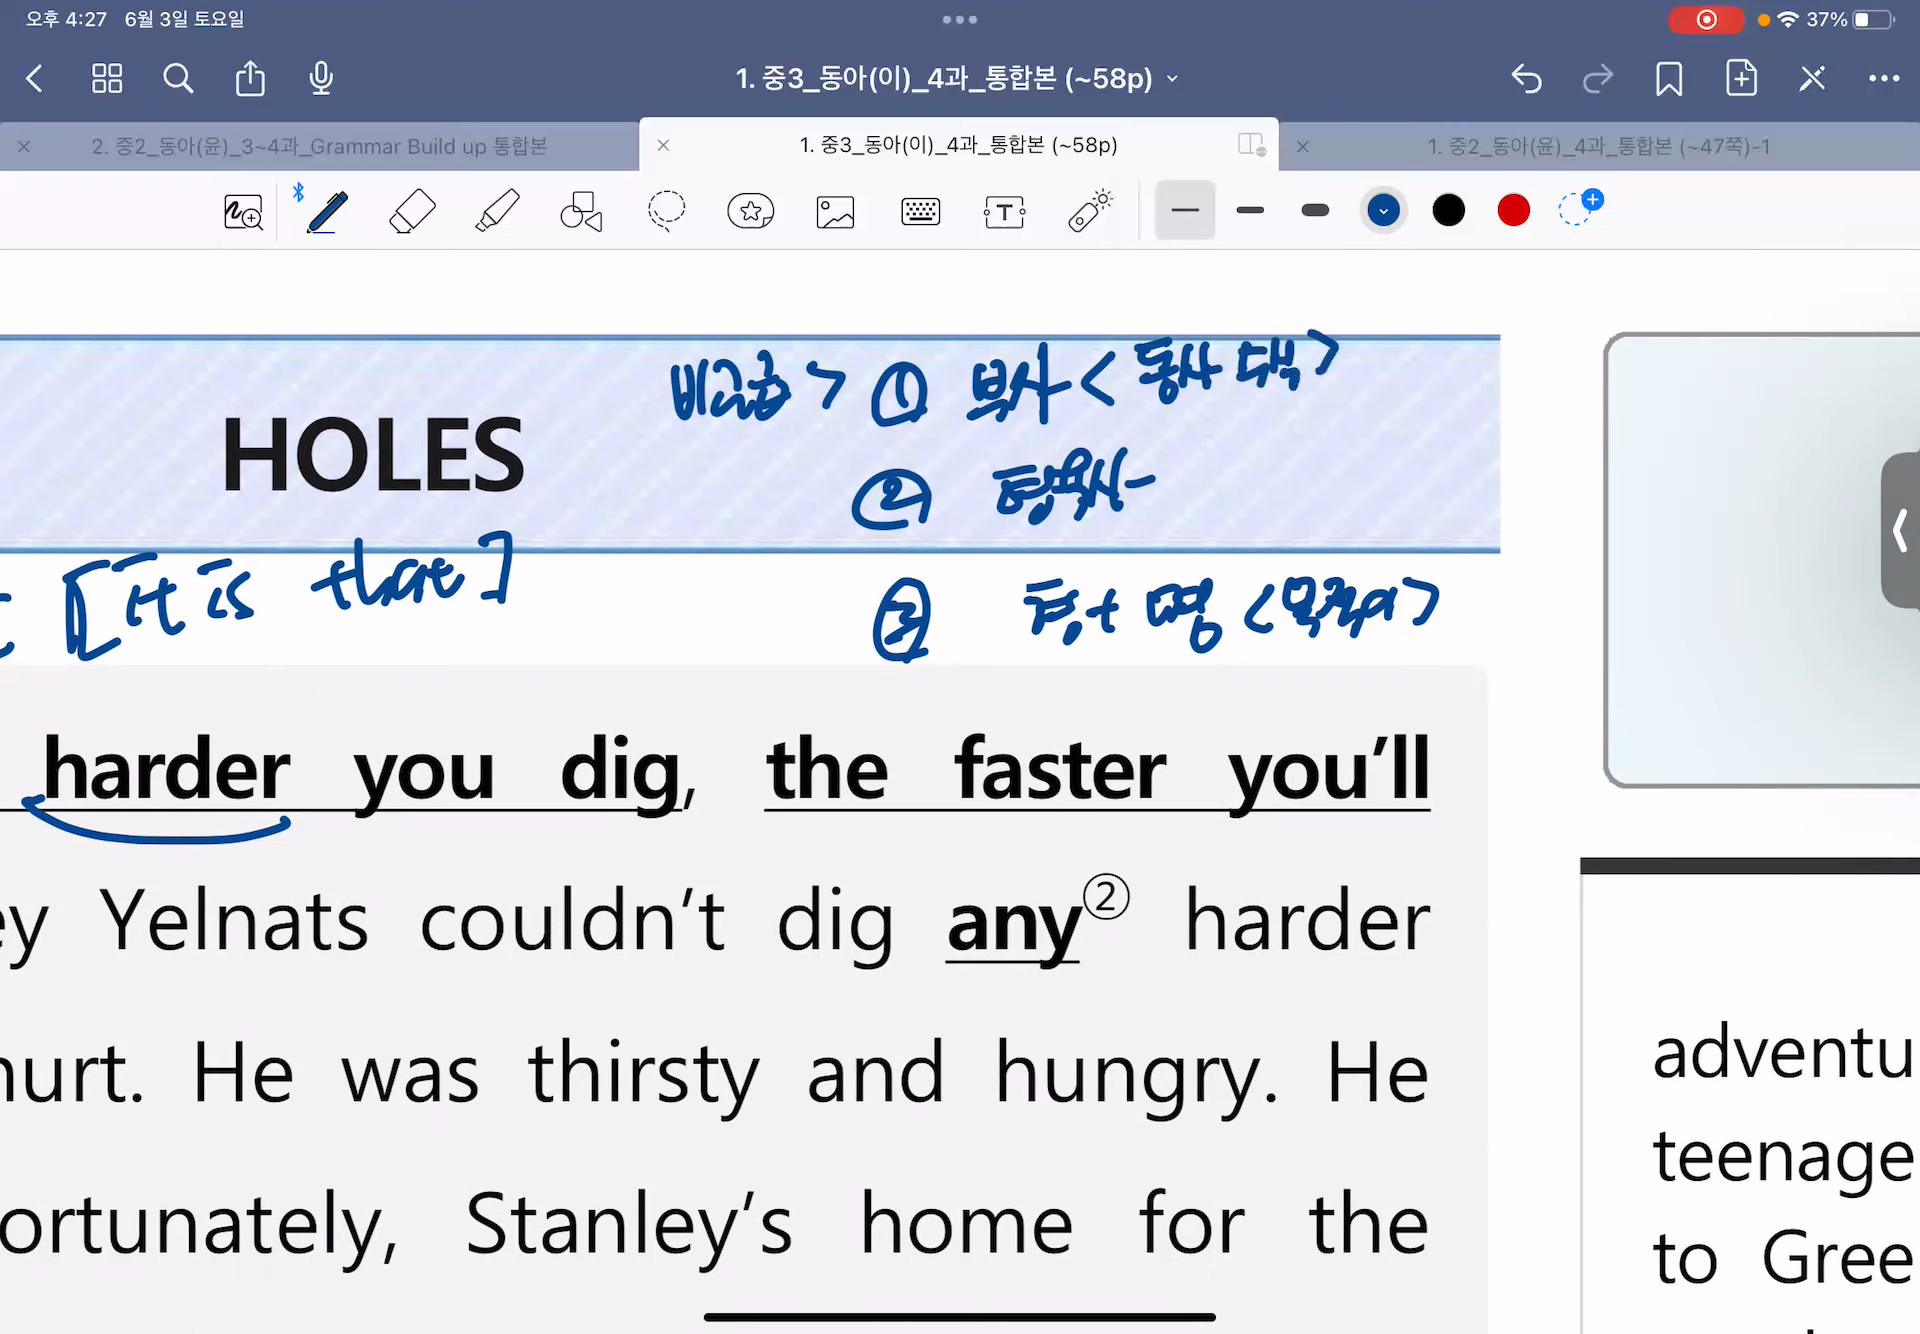 오후 4:27 6월 3일 토요일
37%
1. 중3_동아(이)_4과_통합본 (~58p)
2. 중2_동아(윤)_3~4과_Grammar Build up 통합본
1. 중3_동아(이)_4과_통합본 (~58p)
1. 중2_동아(윤)_4과_통합본 (~47쪽)-1
비교급 > ① 부사 <동사 수식>
HOLES
② 형용사
[it is that]
③ 형+명 <목적어>
harder you dig, the faster you'll
ey Yelnats couldn't dig any② harder
hurt. He was thirsty and hungry. He
ortunately, Stanley's home for the
adventu
teenage
to Gree